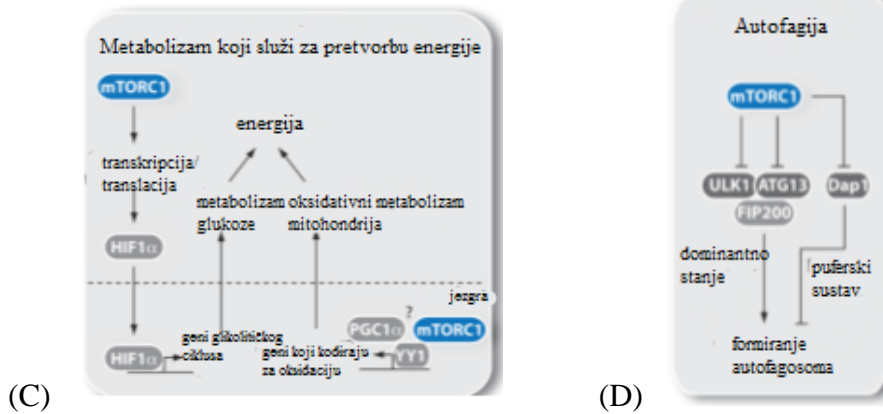 Metabolizam koji služi za pretvorbu energije
mTORC1
energija
transkripcija/
translacija
metabolizam oksidativni metabolizam
glukoze mitohondrija
HIF1α
jezgra
?
PGC1α mTORC1
geni glikolitičkog
ciklusa
geni koji kodiraju
za oksidaciju
HIF1α
YY1
(C)
Autofagija
mTORC1
ULK1 ATG13 Dap1
FIP200
dominantno
stanje
puferski
sustav
formiranje
autofagosoma
(D)